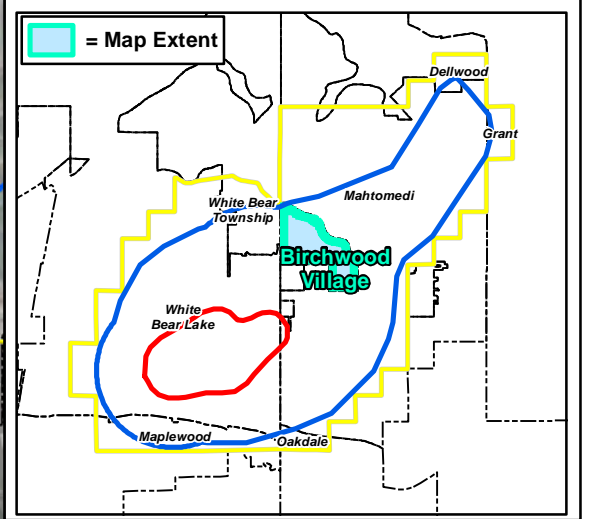 = Map Extent
Dellwood
Grant
Mahtomedi
White Bear
Township
Birchwood
Village
White
Bear Lake
Maplewood
Oakdale